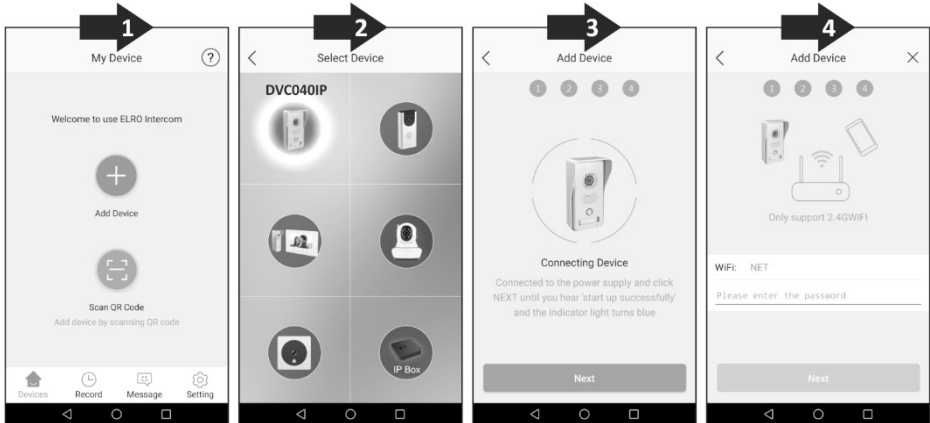 1
My Device
?
Welcome to use ELRO Intercom
Add Device
Scan QR Code
Add device by scanning QR code
Devices Record Message Setting
2
Select Device
DVC040IP
IP Box
3
Add Device
1 2 3 4
Connecting Device
Connected to the power supply and click
NEXT until you hear 'start up successfully'
and the indicator light turns blue
Next
4
Add Device
1 2 3 4
Only support 2.4GWIFI
WiFi: NET
Please enter the password
Next